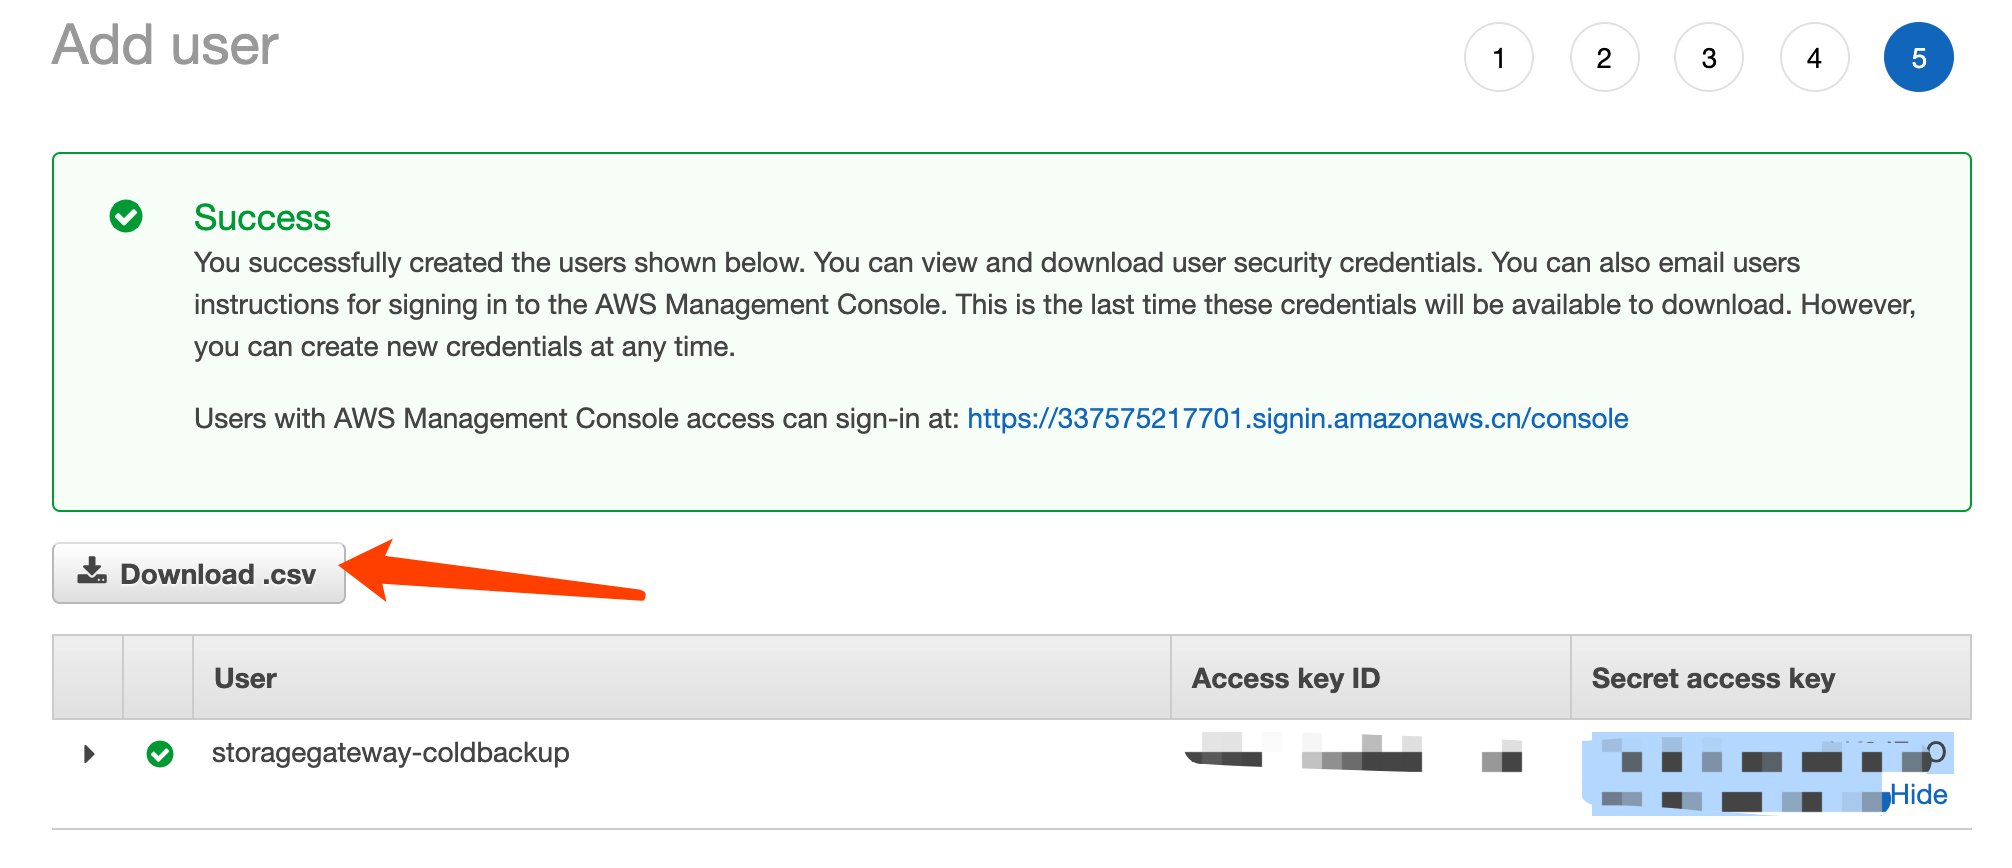 Add user
1 2 3 4 5
Success
You successfully created the users shown below. You can view and download user security credentials. You can also email users
instructions for signing in to the AWS Management Console. This is the last time these credentials will be available to download. However,
you can create new credentials at any time.
Users with AWS Management Console access can sign-in at: https://337575217701.signin.amazonaws.cn/console
Download .csv
User Access key ID Secret access key
storagegateway-coldbackup
Hide